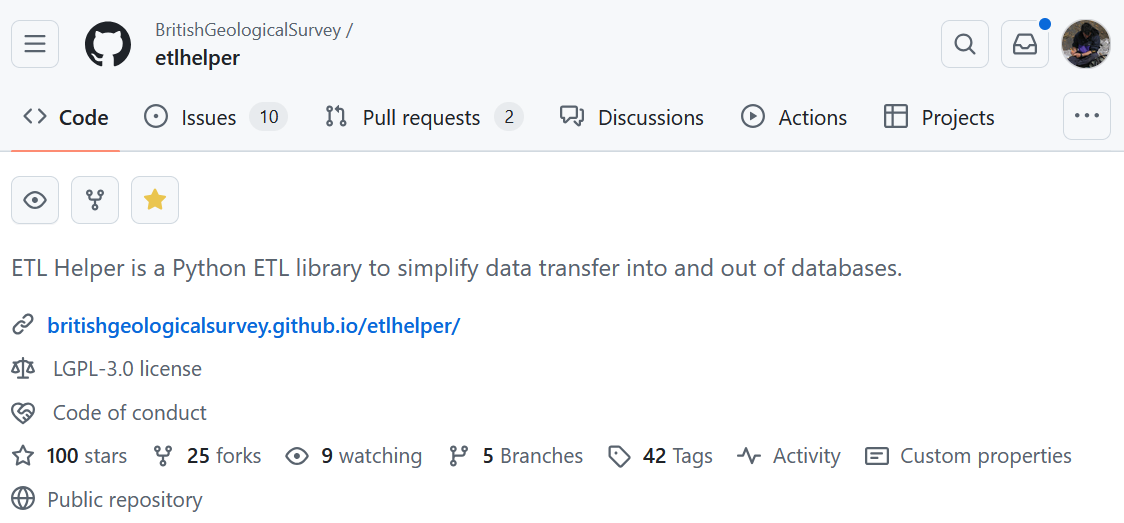 BritishGeologicalSurvey /
etlhelper
Code Issues 10 Pull requests 2 Discussions Actions Projects
ETL Helper is a Python ETL library to simplify data transfer into and out of databases.
britishgeologicalsurvey.github.io/etlhelper/
LGPL-3.0 license
Code of conduct
100 stars 25 forks 9 watching 5 Branches 42 Tags Activity Custom properties
Public repository